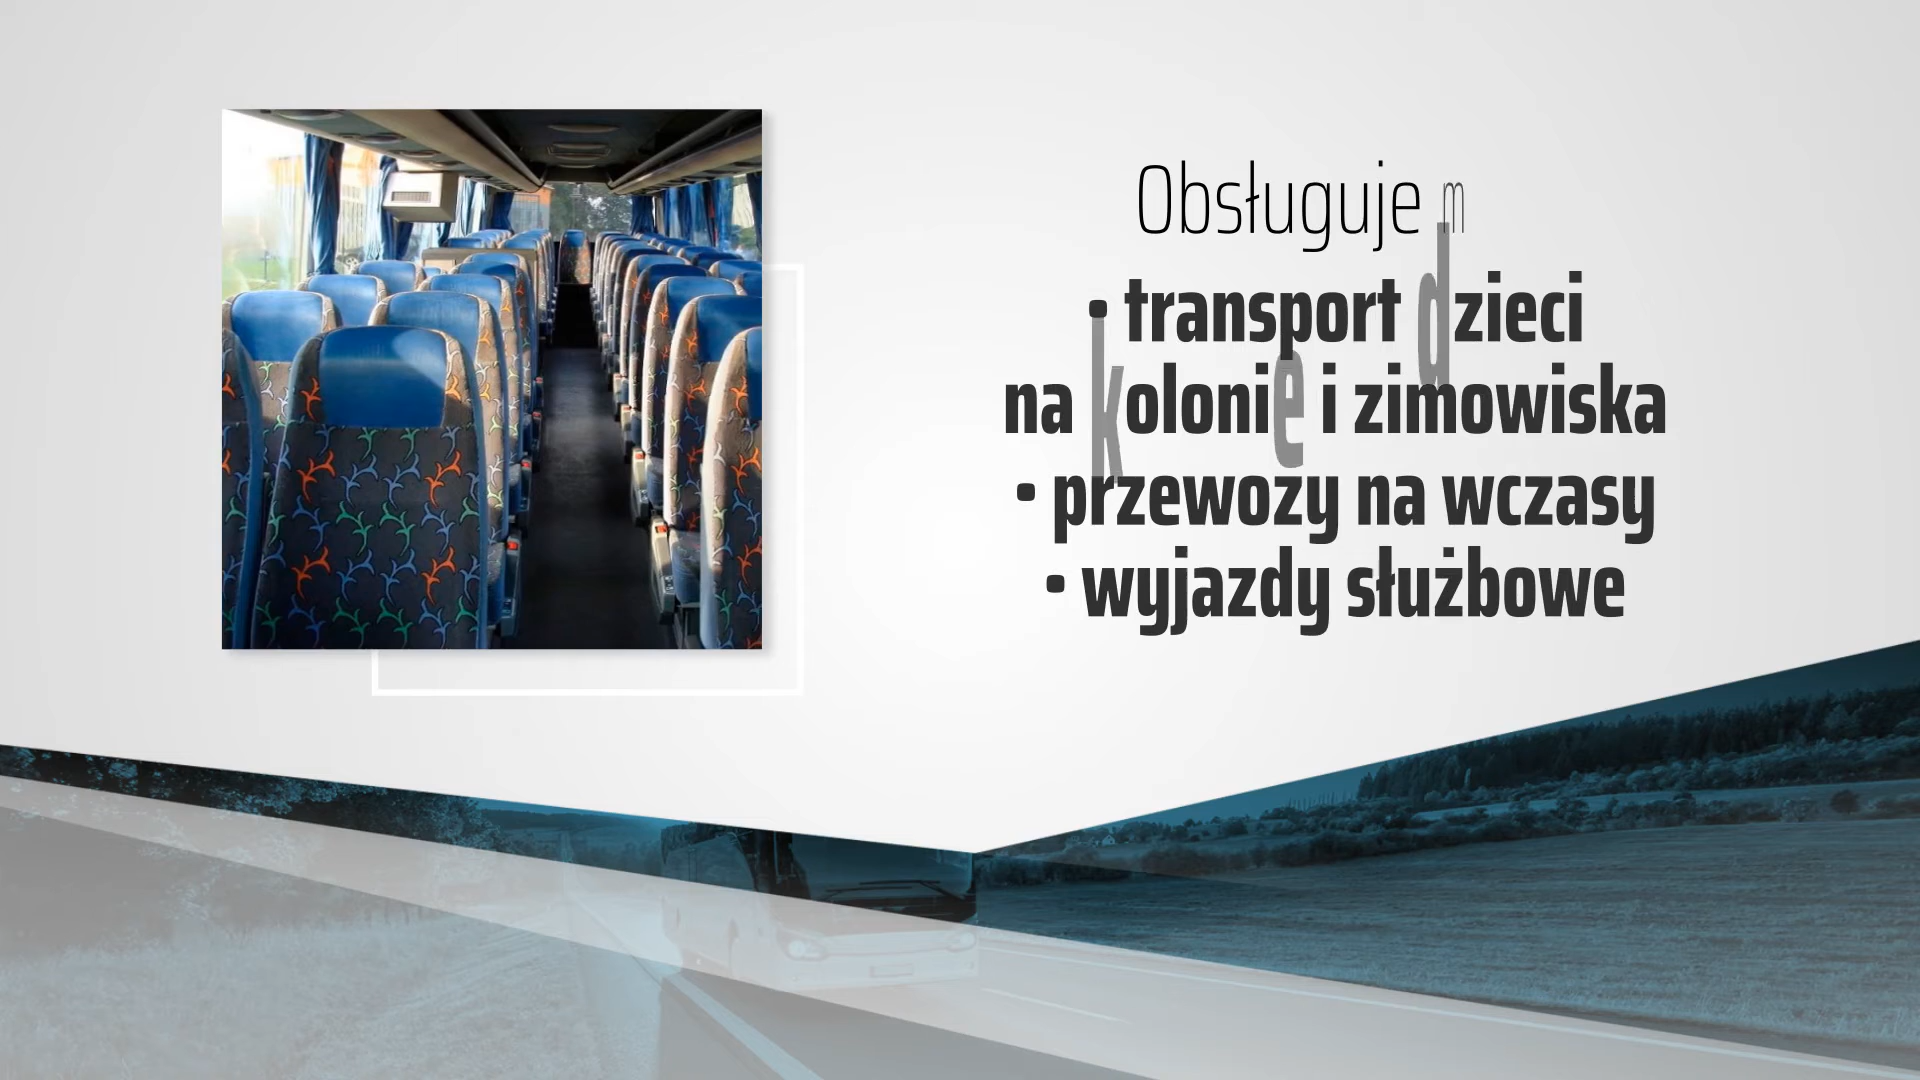 Obsługuje m
• transport dzieci
na kolonie i zimowiska
• przewozy na wczasy
• wyjazdy służbowe